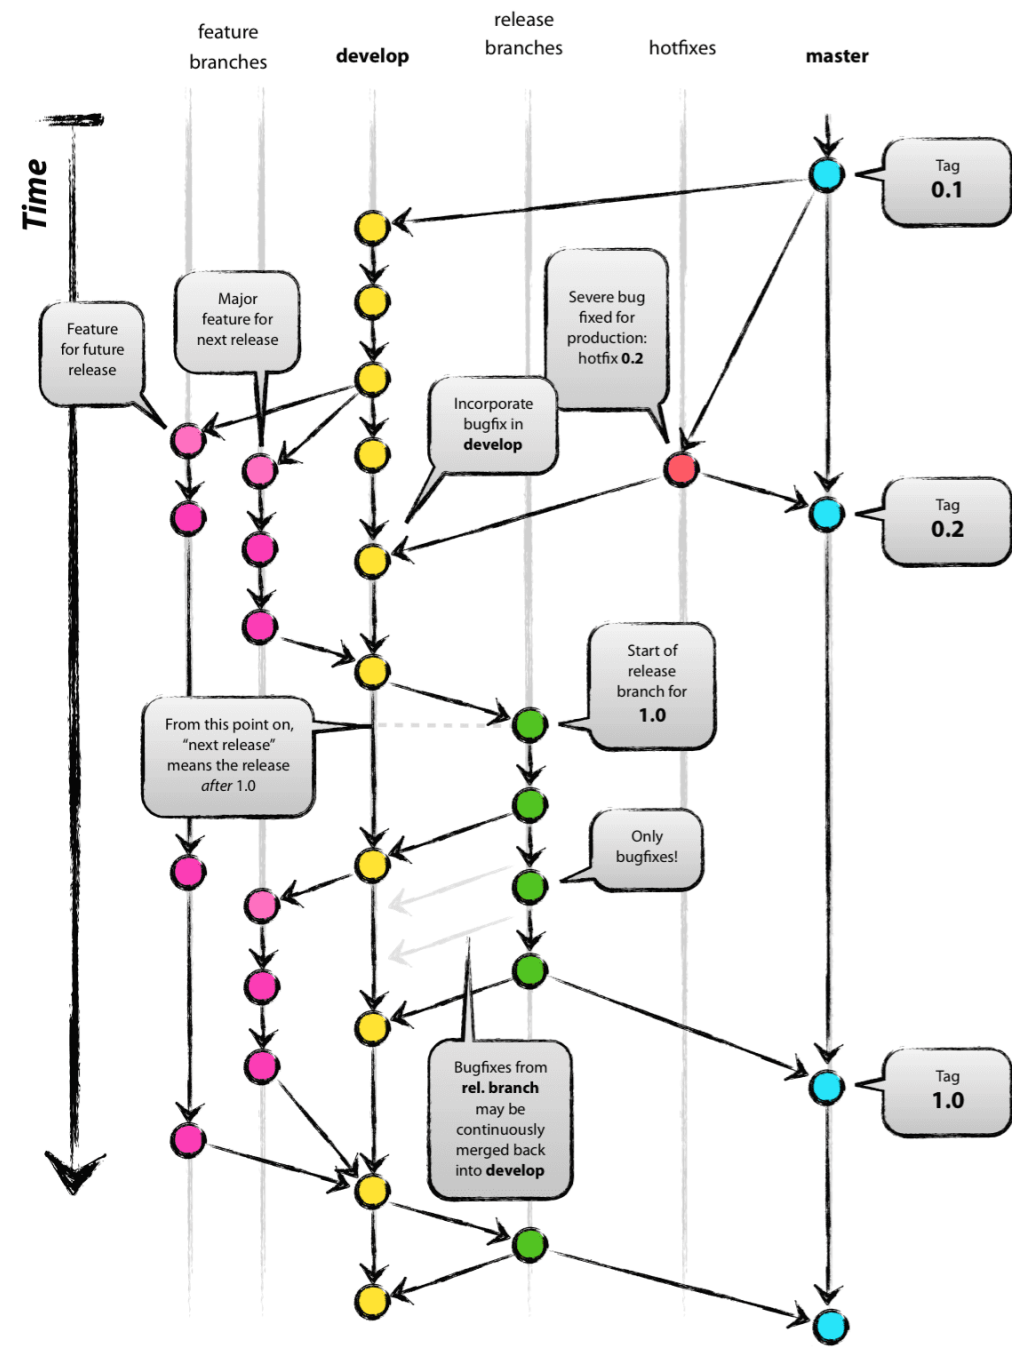 feature
branches
develop
release
branches
hotfixes
master
Time
Tag
0.1
Feature
for future
release
Major
feature for
next release
Severe bug
fixed for
production:
hotfix 0.2
Incorporate
bugfix in
develop
Tag
0.2
Start of
release
branch for
1.0
From this point on,
“next release”
means the release
after 1.0
Only
bugfixes!
Bugfixes from
rel. branch
may be
continuously
merged back
into develop
Tag
1.0